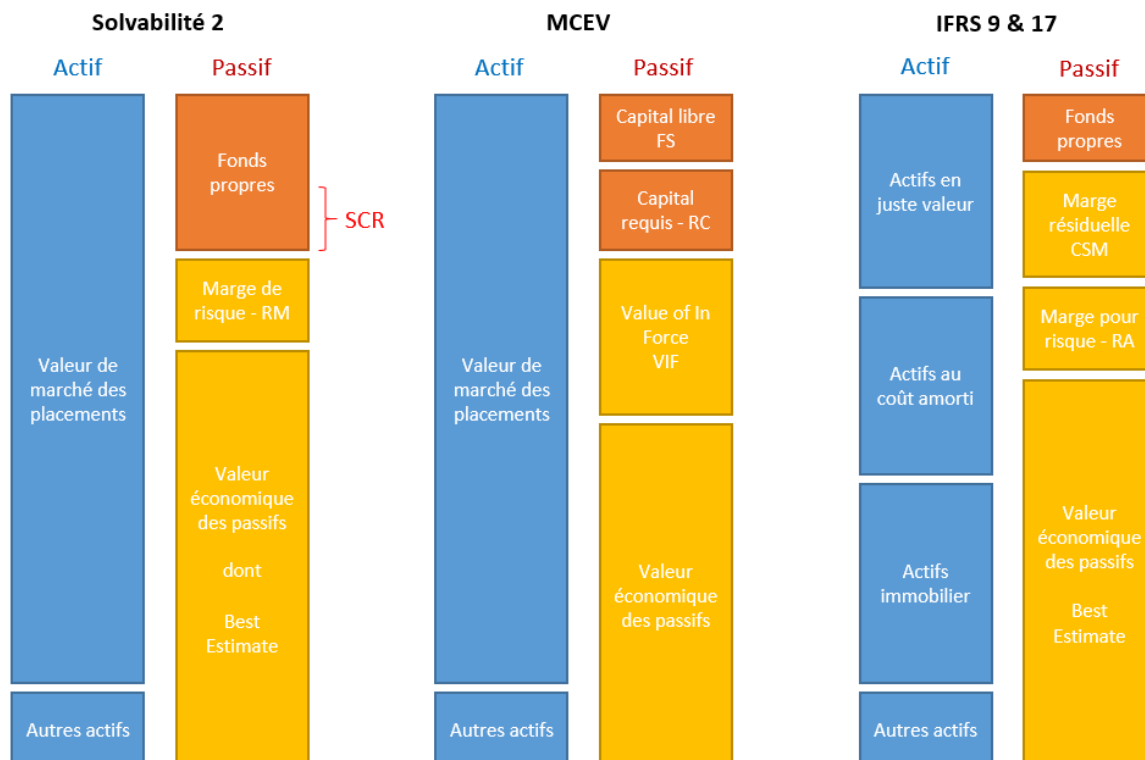 Solvabilité 2
Actif
Passif
Valeur de
marché des
placements
Autres actifs
Fonds
propres
SCR
Marge de
risque - RM
Valeur
économique
des passifs
dont
Best
Estimate
MCEV
Passif
Valeur de
marché des
placements
Autres actifs
Capital libre
FS
Capital
requis - RC
Value of In
Force
VIF
Valeur
économique
des passifs
IFRS 9 & 17
Actif
Passif
Actifs en
juste valeur
Actifs au
coût amorti
Actifs
immobilier
Autres actifs
Fonds
propres
Marge
résiduelle
CSM
Marge pour
risque - RA
Valeur
économique
des passifs
Best
Estimate